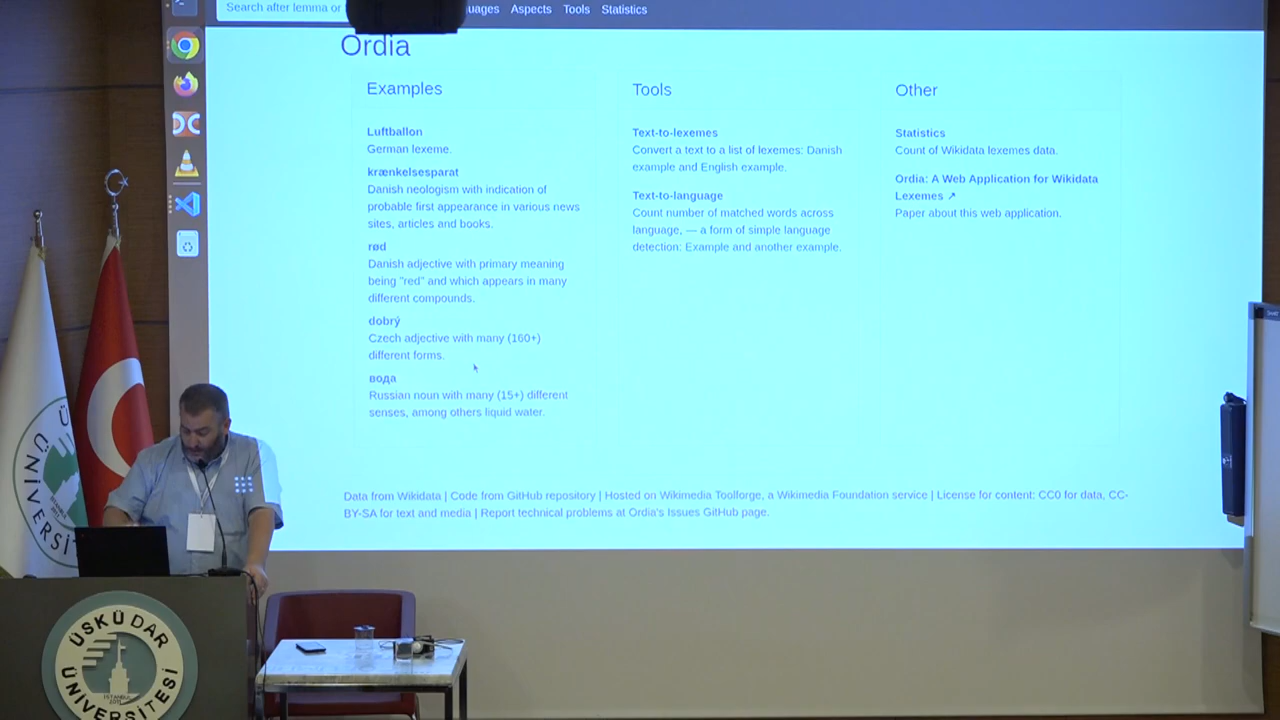 Search after lemma or
uages Aspects Tools Statistics
Ordia
Examples
Luftballon
German lexeme.
krænkelsesparat
Danish neologism with indication of
probable first appearance in various news
sites, articles and books.
rød
Danish adjective with primary meaning
being "red" and which appears in many
different compounds.
dobrý
Czech adjective with many (160+)
different forms.
вода
Russian noun with many (15+) different
senses, among others liquid water.
Tools
Text-to-lexemes
Convert a text to a list of lexemes: Danish
example and English example.
Text-to-language
Count number of matched words across
language, — a form of simple language
detection: Example and another example.
Other
Statistics
Count of Wikidata lexemes data.
Ordia: A Web Application for Wikidata
Lexemes ↗
Paper about this web application.
Data from Wikidata | Code from GitHub repository | Hosted on Wikimedia Toolforge, a Wikimedia Foundation service | License for content: CC0 for data, CC-
BY-SA for text and media | Report technical problems at Ordia's Issues GitHub page.
ÜSKÜDAR
ÜNİVERSİTESİ
İSTANBUL
2011